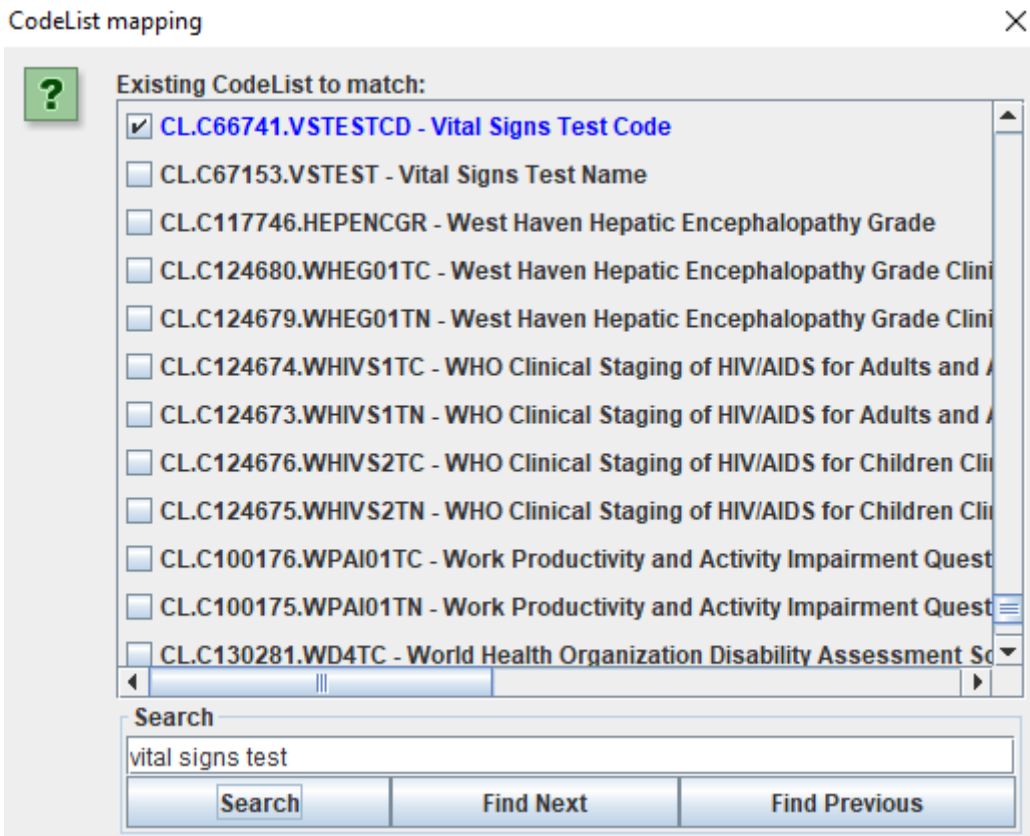 CodeList mapping
?
Existing CodeList to match:
CL.C66741.VSTESTCD - Vital Signs Test Code
CL.C67153.VSTEST - Vital Signs Test Name
CL.C117746.HEPENCGR - West Haven Hepatic Encephalopathy Grade
CL.C124680.WHEG01TC - West Haven Hepatic Encephalopathy Grade Clini
CL.C124679.WHEG01TN - West Haven Hepatic Encephalopathy Grade Clini
CL.C124674.WHIVS1TC - WHO Clinical Staging of HIV/AIDS for Adults and
CL.C124673.WHIVS1TN - WHO Clinical Staging of HIV/AIDS for Adults and
CL.C124676.WHIVS2TC - WHO Clinical Staging of HIV/AIDS for Children Cli
CL.C124675.WHIVS2TN - WHO Clinical Staging of HIV/AIDS for Children Cli
CL.C100176.WPAI01TC - Work Productivity and Activity Impairment Quest
CL.C100175.WPAI01TN - Work Productivity and Activity Impairment Quest
CL.C130281.WD4TC - World Health Organization Disability Assessment Sc
Search
vital signs test
Search Find Next Find Previous